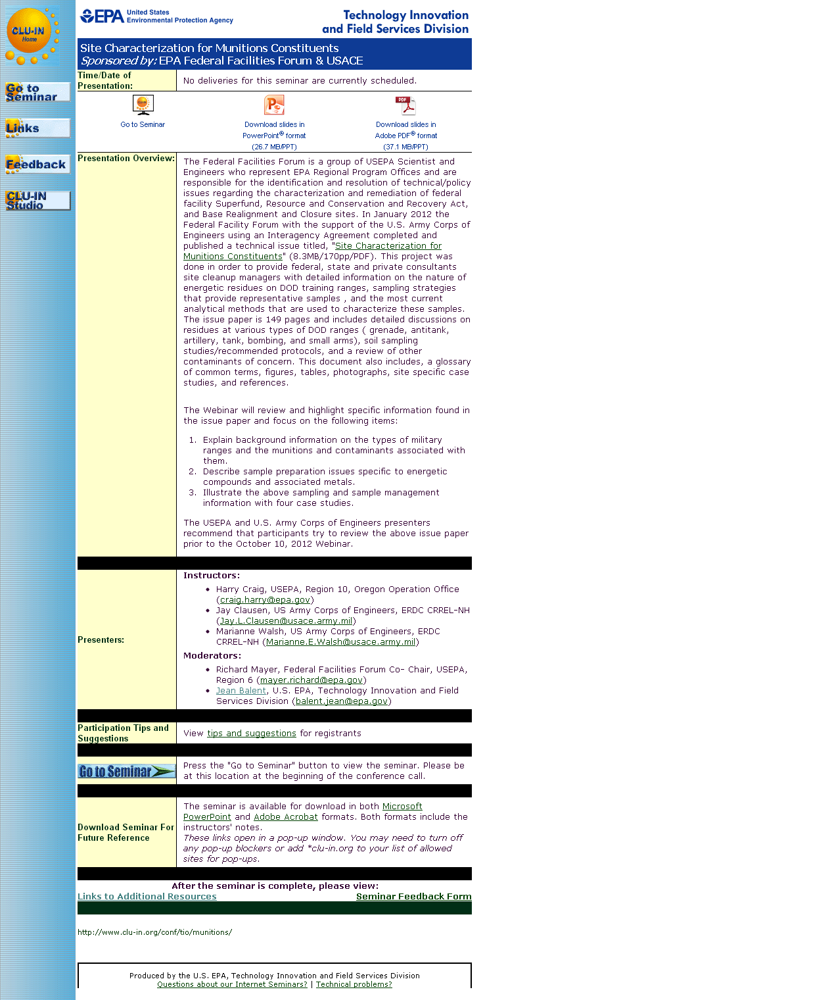 CLU-IN
Home
Go to
Seminar
Links
Feedback
CLU-IN
Studio
EPA United States
Environmental Protection Agency
Technology Innovation
and Field Services Division
Site Characterization for Munitions Constituents
Sponsored by: EPA Federal Facilities Forum & USACE
Time/Date of
Presentation:
No deliveries for this seminar are currently scheduled.
Go to Seminar
Download slides in
PowerPoint® format
(26.7 MB/PPT)
PDF
Download slides in
Adobe PDF® format
(37.1 MB/PPT)
Presentation Overview:
The Federal Facilities Forum is a group of USEPA Scientist and
Engineers who represent EPA Regional Program Offices and are
responsible for the identification and resolution of technical/policy
issues regarding the characterization and remediation of federal
facility Superfund, Resource and Conservation and Recovery Act,
and Base Realignment and Closure sites. In January 2012 the
Federal Facility Forum with the support of the U.S. Army Corps of
Engineers using an Interagency Agreement completed and
published a technical issue titled, "Site Characterization for
Munitions Constituents" (8.3MB/170pp/PDF). This project was
done in order to provide federal, state and private consultants
site cleanup managers with detailed information on the nature of
energetic residues on DOD training ranges, sampling strategies
that provide representative samples , and the most current
analytical methods that are used to characterize these samples.
The issue paper is 149 pages and includes detailed discussions on
residues at various types of DOD ranges ( grenade, antitank,
artillery, tank, bombing, and small arms), soil sampling
studies/recommended protocols, and a review of other
contaminants of concern. This document also includes, a glossary
of common terms, figures, tables, photographs, site specific case
studies, and references.
The Webinar will review and highlight specific information found in
the issue paper and focus on the following items:
1. Explain background information on the types of military
ranges and the munitions and contaminants associated with
them.
2. Describe sample preparation issues specific to energetic
compounds and associated metals.
3. Illustrate the above sampling and sample management
information with four case studies.
The USEPA and U.S. Army Corps of Engineers presenters
recommend that participants try to review the above issue paper
prior to the October 10, 2012 Webinar.
Presenters:
Instructors:
• Harry Craig, USEPA, Region 10, Oregon Operation Office
(craig.harry@epa.gov)
• Jay Clausen, US Army Corps of Engineers, ERDC CRREL-NH
(Jay.L.Clausen@usace.army.mil)
• Marianne Walsh, US Army Corps of Engineers, ERDC
CRREL-NH (Marianne.E.Walsh@usace.army.mil)
Moderators:
• Richard Mayer, Federal Facilities Forum Co- Chair, USEPA,
Region 6 (mayer.richard@epa.gov)
• Jean Balent, U.S. EPA, Technology Innovation and Field
Services Division (balent.jean@epa.gov)
Participation Tips and
Suggestions
View tips and suggestions for registrants
Go to Seminar
Press the "Go to Seminar" button to view the seminar. Please be
at this location at the beginning of the conference call.
Download Seminar For
Future Reference
The seminar is available for download in both Microsoft
PowerPoint and Adobe Acrobat formats. Both formats include the
instructors' notes.
These links open in a pop-up window. You may need to turn off
any pop-up blockers or add *clu-in.org to your list of allowed
sites for pop-ups.
After the seminar is complete, please view:
Links to Additional Resources Seminar Feedback Form
http://www.clu-in.org/conf/tio/munitions/
Produced by the U.S. EPA, Technology Innovation and Field Services Division
Questions about our Internet Seminars? | Technical problems?